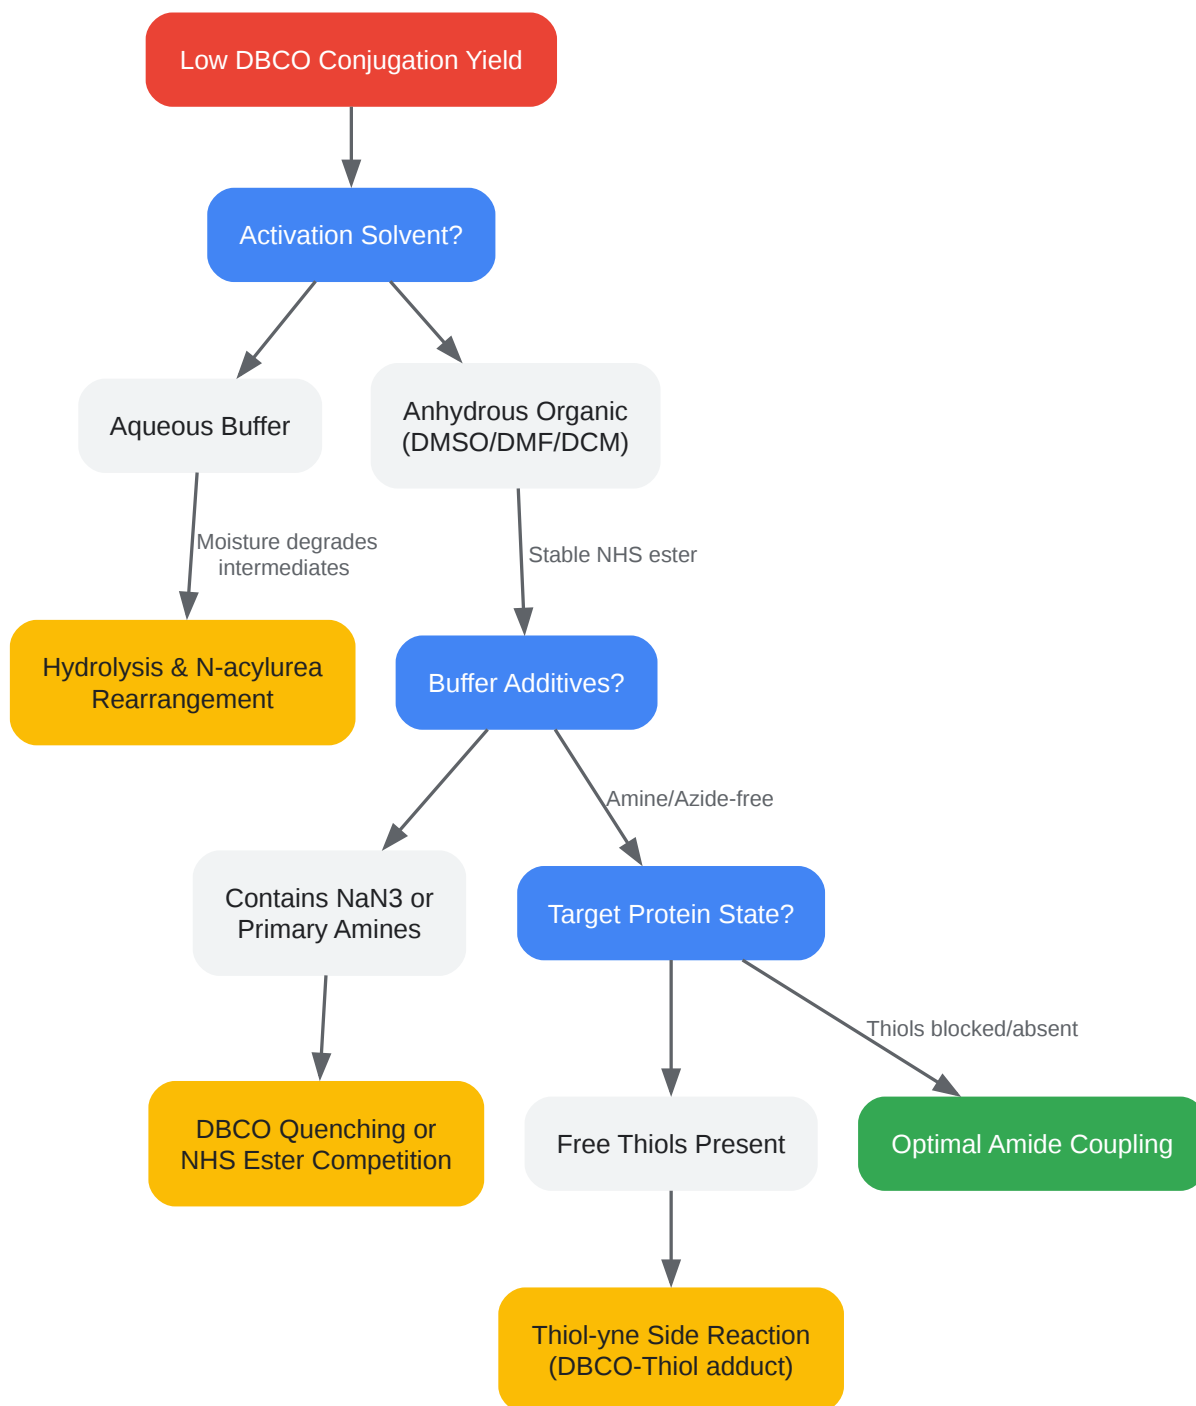 Low DBCO Conjugation Yield
Activation Solvent?
Aqueous Buffer
Anhydrous Organic
(DMSO/DMF/DCM)
Moisture degrades
intermediates
Stable NHS ester
Hydrolysis & N-acylurea
Rearrangement
Buffer Additives?
Amine/Azide-free
Contains NaN3 or
Primary Amines
Target Protein State?
Thiols blocked/absent
DBCO Quenching or
NHS Ester Competition
Free Thiols Present
Optimal Amide Coupling
Thiol-yne Side Reaction
(DBCO-Thiol adduct)